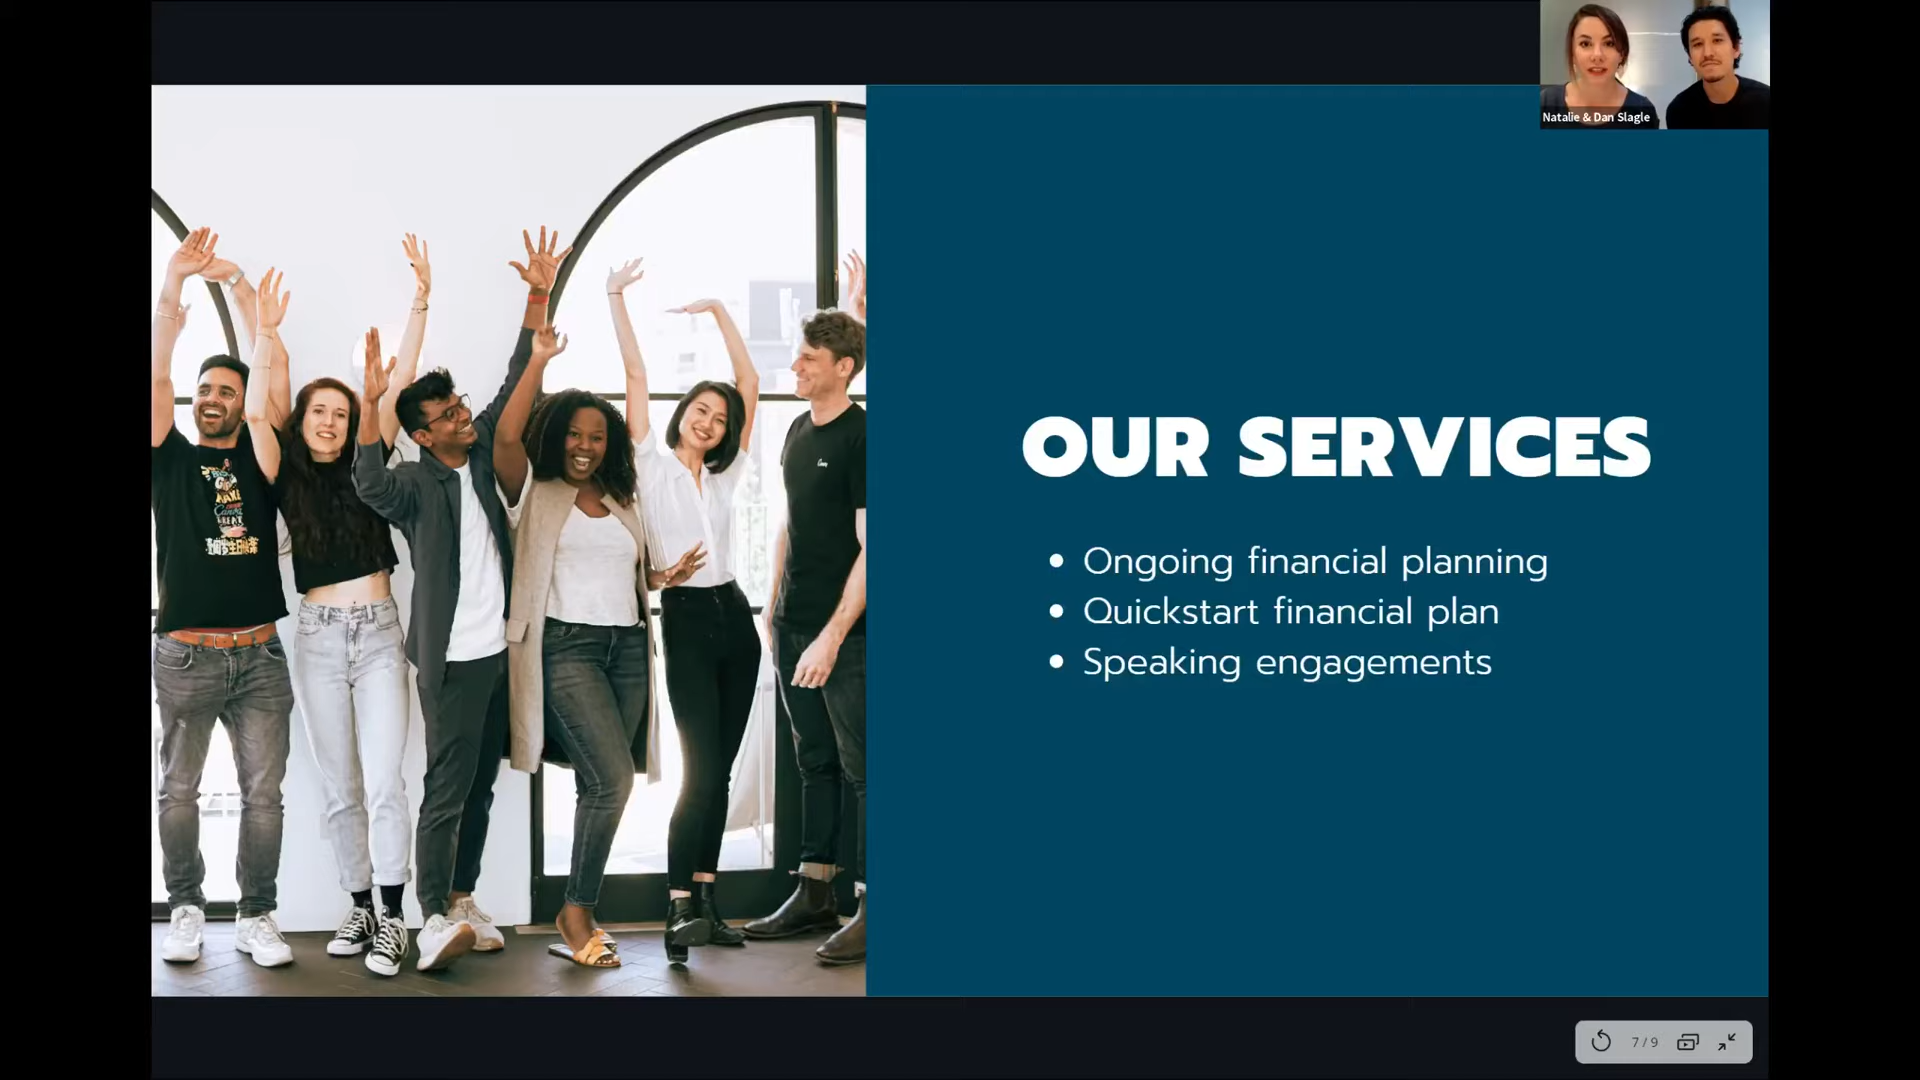 Natalie & Dan Slagle
OUR SERVICES
• Ongoing financial planning
• Quickstart financial plan
• Speaking engagements
7/9